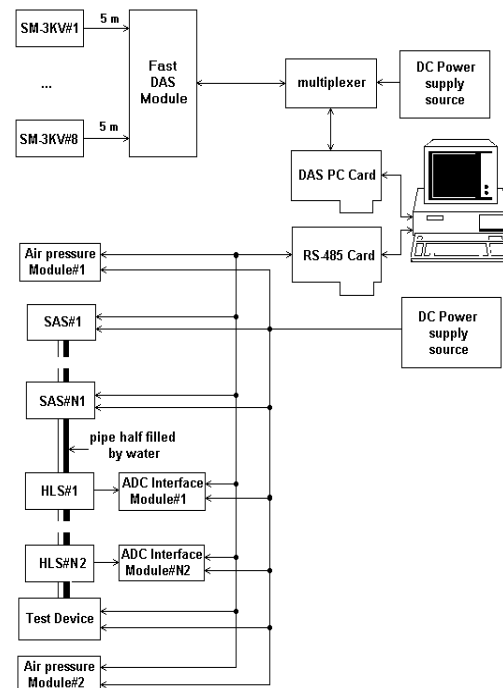 SM-3KV#1
5 m
...
SM-3KV#8
5 m
Fast
DAS
Module
multiplexer
DC Power
supply
source
DAS PC Card
RS-485 Card
Air pressure
Module#1
DC Power
supply
source
SAS#1
SAS#N1
pipe half filled
by water
HLS#1
ADC Interface
Module#1
HLS#N2
ADC Interface
Module#N2
Test Device
Air pressure
Module#2